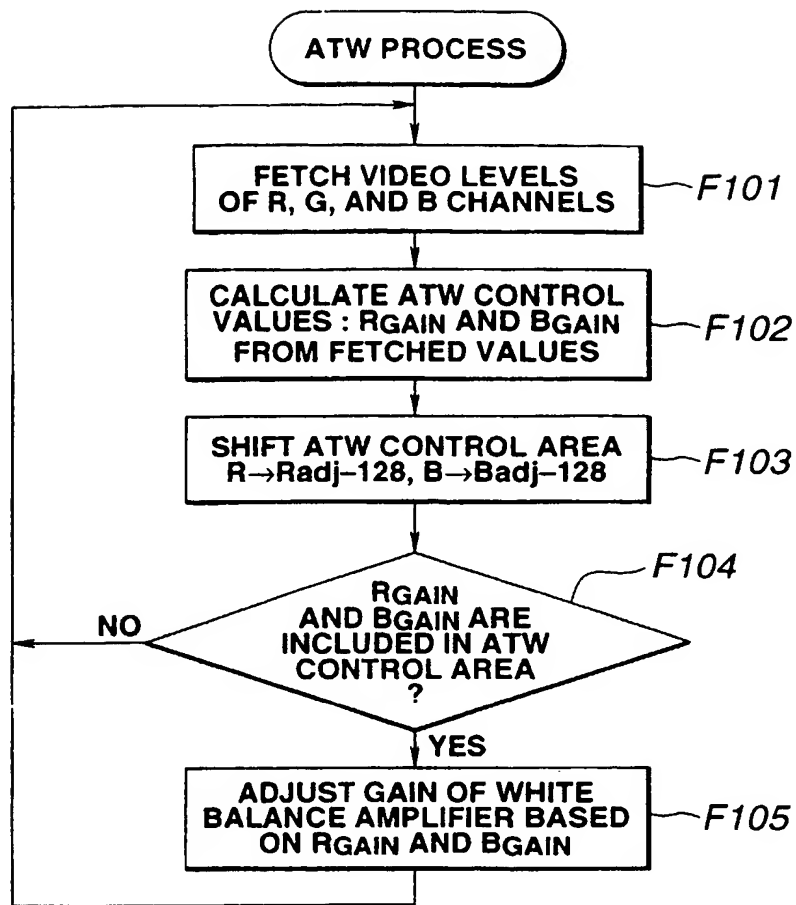 ATW PROCESS
FETCH VIDEO LEVELS
OF R, G, AND B CHANNELS
F101
CALCULATE ATW CONTROL
VALUES : RGAIN AND BGAIN
FROM FETCHED VALUES
F102
SHIFT ATW CONTROL AREA
R→Radj-128, B→Badj-128
F103
F104
RGAIN
AND BGAIN ARE
INCLUDED IN ATW
CONTROL AREA
?
NO
YES
ADJUST GAIN OF WHITE
BALANCE AMPLIFIER BASED
ON RGAIN AND BGAIN
F105